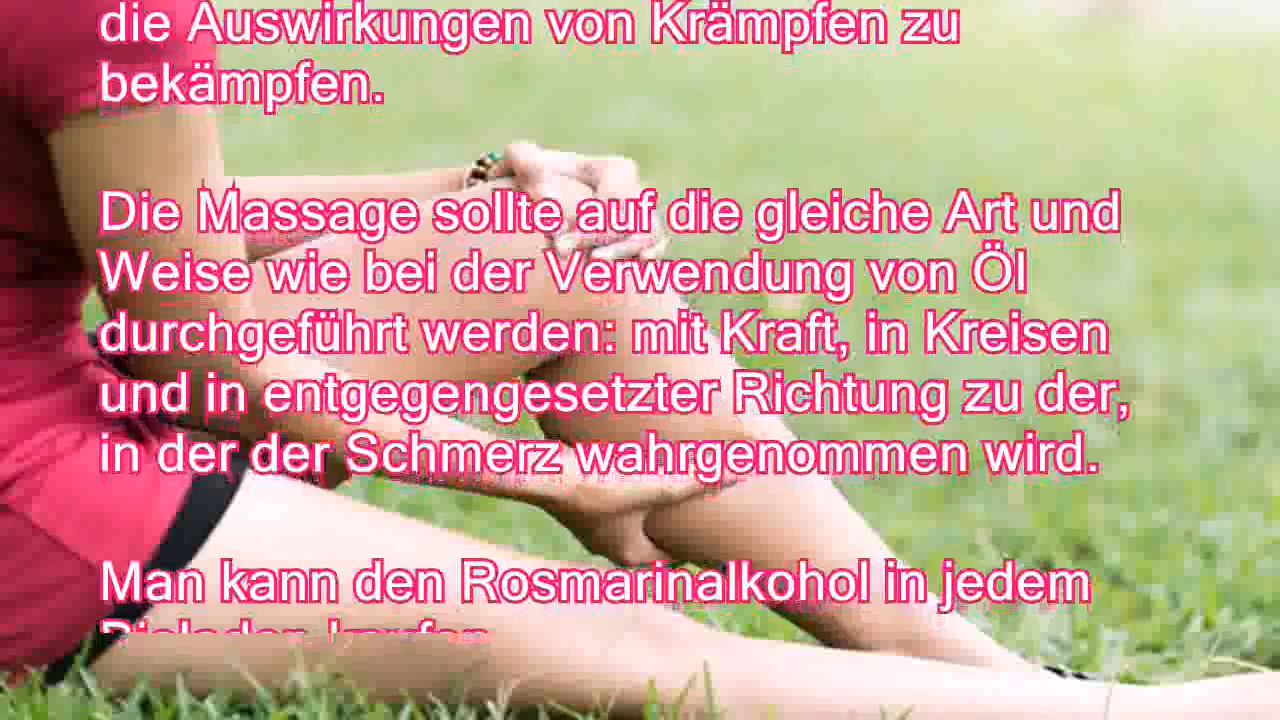 die Auswirkungen von Krämpfen zu
bekämpfen.
Die Massage sollte auf die gleiche Art und
Weise wie bei der Verwendung von Öl
durchgeführt werden: mit Kraft, in Kreisen
und in entgegengesetzter Richtung zu der,
in der der Schmerz wahrgenommen wird.
Man kann den Rosmarinalkohol in jedem